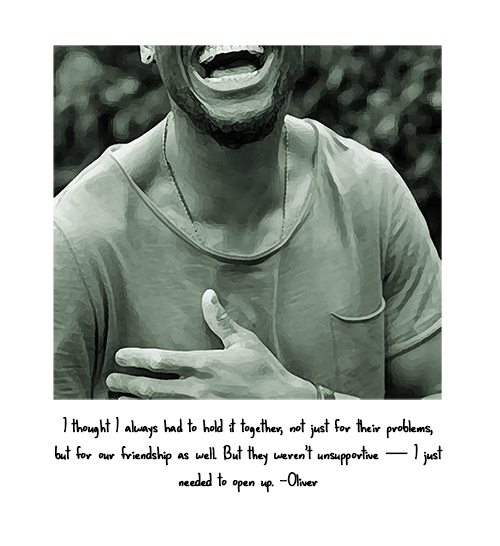 I thought I always had to hold it together, not just for their problems,
but for our friendship as well. But they weren't unsupportive — I just
needed to open up. -Oliver